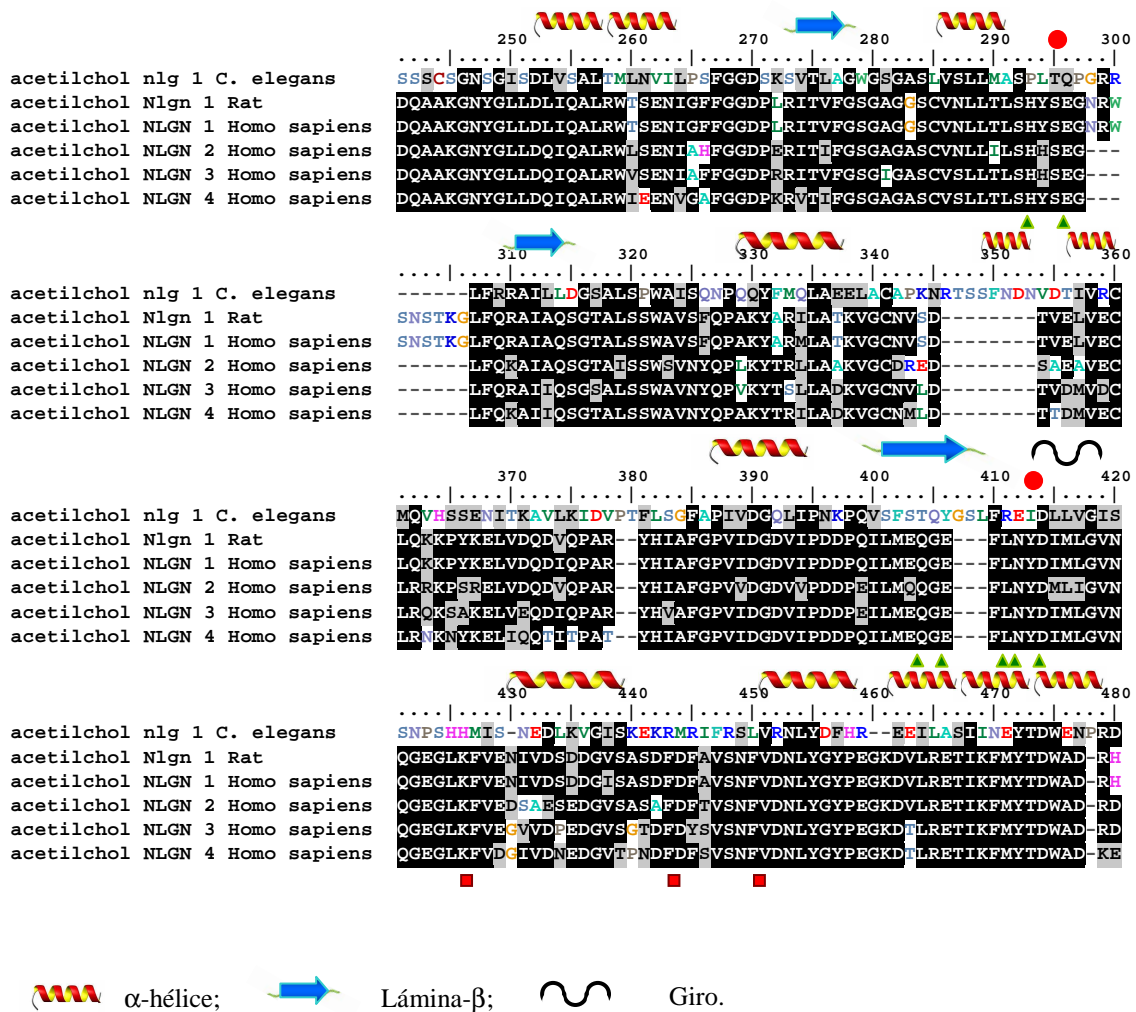 250 260 270 280 290 300
acetilchol nlg 1 C. elegans SSSCSGNSGISDLVSALTMLNVILPSFGGDSKSVTLAGWGSGASLVSLLMASPLTQPGRR
acetilchol Nlgn 1 Rat DQAAKGNYGLLDLIQALRWTSENIGFFGGDPLRITVFGSGAGGSCVNLLTLSHYSEGNRW
acetilchol NLGN 1 Homo sapiens DQAAKGNYGLLDLIQALRWTSENIGFFGGDPLRITVFGSGAGGSCVNLLTLSHYSEGNRW
acetilchol NLGN 2 Homo sapiens DQAAKGNYGLLDQIQALRWLSENIAHFGGDPERITIFGSGAGASCVNLLILSHHSEG---
acetilchol NLGN 3 Homo sapiens DQAAKGNYGLLDQIQALRWVSENIAFFGGDPRRITVFGSGIGASCVNLLTLSHHSEG---
acetilchol NLGN 4 Homo sapiens DQAAKGNYGLLDQIQALRWIEENVGAFGGDPKRVTIFGSGAGASCVNLLTLSHYSEG---
310 320 330 340 350 360
acetilchol nlg 1 C. elegans ------LFRRAILLDGSALSPWAISQNPQQYFMQLAEELACAPKNRTSSFNDNVDTIVRC
acetilchol Nlgn 1 Rat SNSTKGLFQRAIAQSGTALSSWAVSFQPAKYARILATKVGCNVSD--------TVELVEC
acetilchol NLGN 1 Homo sapiens SNSTKGLFQRAIAQSGTALSSWAVSFQPAKYARMLATKVGCNVSD--------TVELVEC
acetilchol NLGN 2 Homo sapiens ------LFQKAIAQSGTAISSWSVNYQPLKYTRLLAAKVGCDRED--------SAEAVEC
acetilchol NLGN 3 Homo sapiens ------LFQRAIIQSGSALSSWAVNYQPVKYTSLLADKVGCNVLD--------TVDMVDC
acetilchol NLGN 4 Homo sapiens ------LFQKAIIQSGTALSSWAVNYQPAKYTRILADKVGCNMLD--------TTDMVEC
370 380 390 400 410 420
acetilchol nlg 1 C. elegans MQVHSSENITKAVLKIDVPTFLSGFAPIVDGQLIPNKPQVSFSTQYGSLFREIDLLVGIS
acetilchol Nlgn 1 Rat LQKKPYKELVDQDVQPAR--YHIAFGPVIDGDVIPDDPQILMEQGE---FLNYDIMLGVN
acetilchol NLGN 1 Homo sapiens LQKKPYKELVDQDIQPAR--YHIAFGPVIDGDVIPDDPQILMEQGE---FLNYDIMLGVN
acetilchol NLGN 2 Homo sapiens LRRKPSRELVDQDVQPAR--YHIAFGPVVDGDVVPDDPEILMQQGE---FLNYDMLIGVN
acetilchol NLGN 3 Homo sapiens LRQKSAKELVEQDIQPAR--YHVAFGPVIDGDVIPDDPEILMEQGE---FLNYDIMLGVN
acetilchol NLGN 4 Homo sapiens LRNKNYKELIQQTITPAT--YHIAFGPVIDGDVIPDDPQILMEQGE---FLNYDIMLGVN
430 440 450 460 470 480
acetilchol nlg 1 C. elegans SNPSHHMIS-NEDLKVGISKEKRMRIFRSLVRNLYDFHR--EEILASIINEYTDWENPRD
acetilchol Nlgn 1 Rat QGEGLKFVENIVDSDDGVSASDFDFAVSNFVDNLYGYPEGKDVLRETIKFMYTDWAD-RH
acetilchol NLGN 1 Homo sapiens QGEGLKFVENIVDSDDGISASDFDFAVSNFVDNLYGYPEGKDVLRETIKFMYTDWAD-RH
acetilchol NLGN 2 Homo sapiens QGEGLKFVEDSAESEDGVSASAFDFTVSNFVDNLYGYPEGKDVLRETIKFMYTDWAD-RD
acetilchol NLGN 3 Homo sapiens QGEGLKFVEGVVDPEDGVSGTDFDYSVSNFVDNLYGYPEGKDTLRETIKFMYTDWAD-RD
acetilchol NLGN 4 Homo sapiens QGEGLKFVDGIVDNEDGVTPNDFDFSVSNFVDNLYGYPEGKDTLRETIKFMYTDWAD-KE
α-hélice; Lámina-β; Giro.